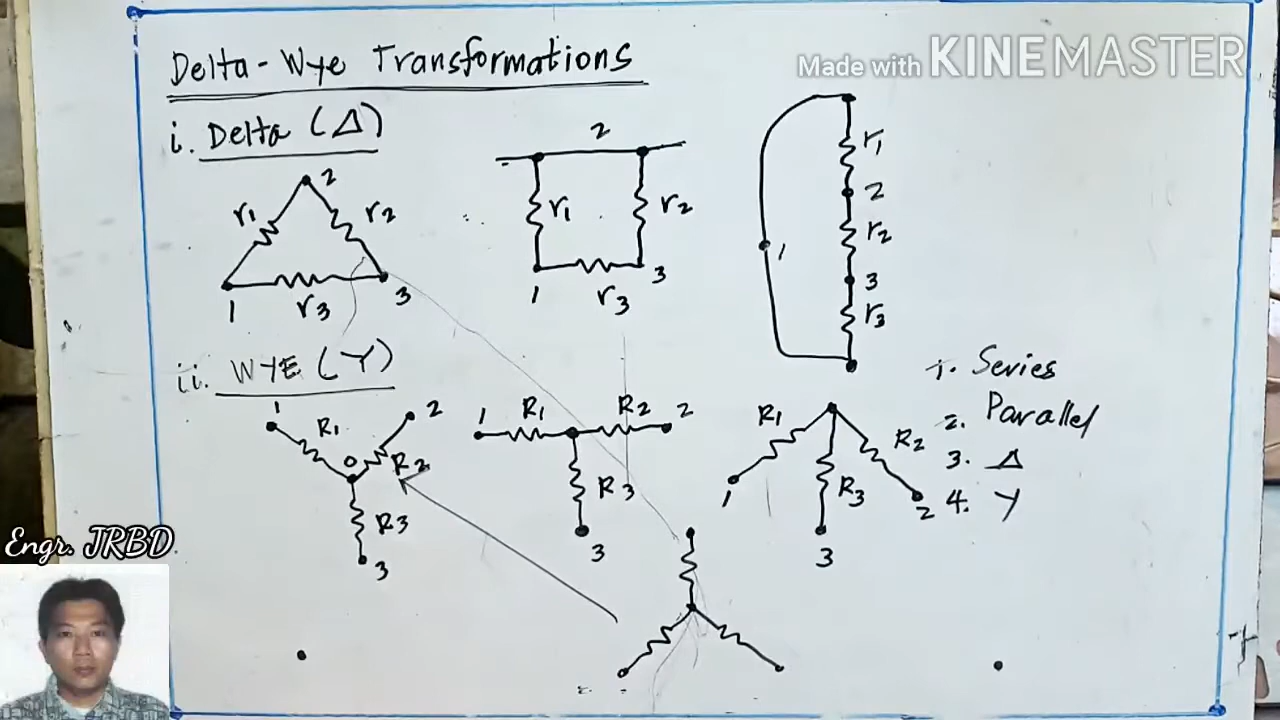 Delta - Wye Transformations
Made with KINEMASTER
i. Delta (Δ)
2
r1 r2
1 r3 3
2
r1 r2
1 r3 3
r1
2
1 r2
3
r3
ii. WYE (Y)
1 2
R1
o R2
R3
3
1 R1 R2 2
R3
3
R1 R2
1 R3 2
3
1. Series
2. Parallel
3. Δ
4. Y
Engr. JRBD